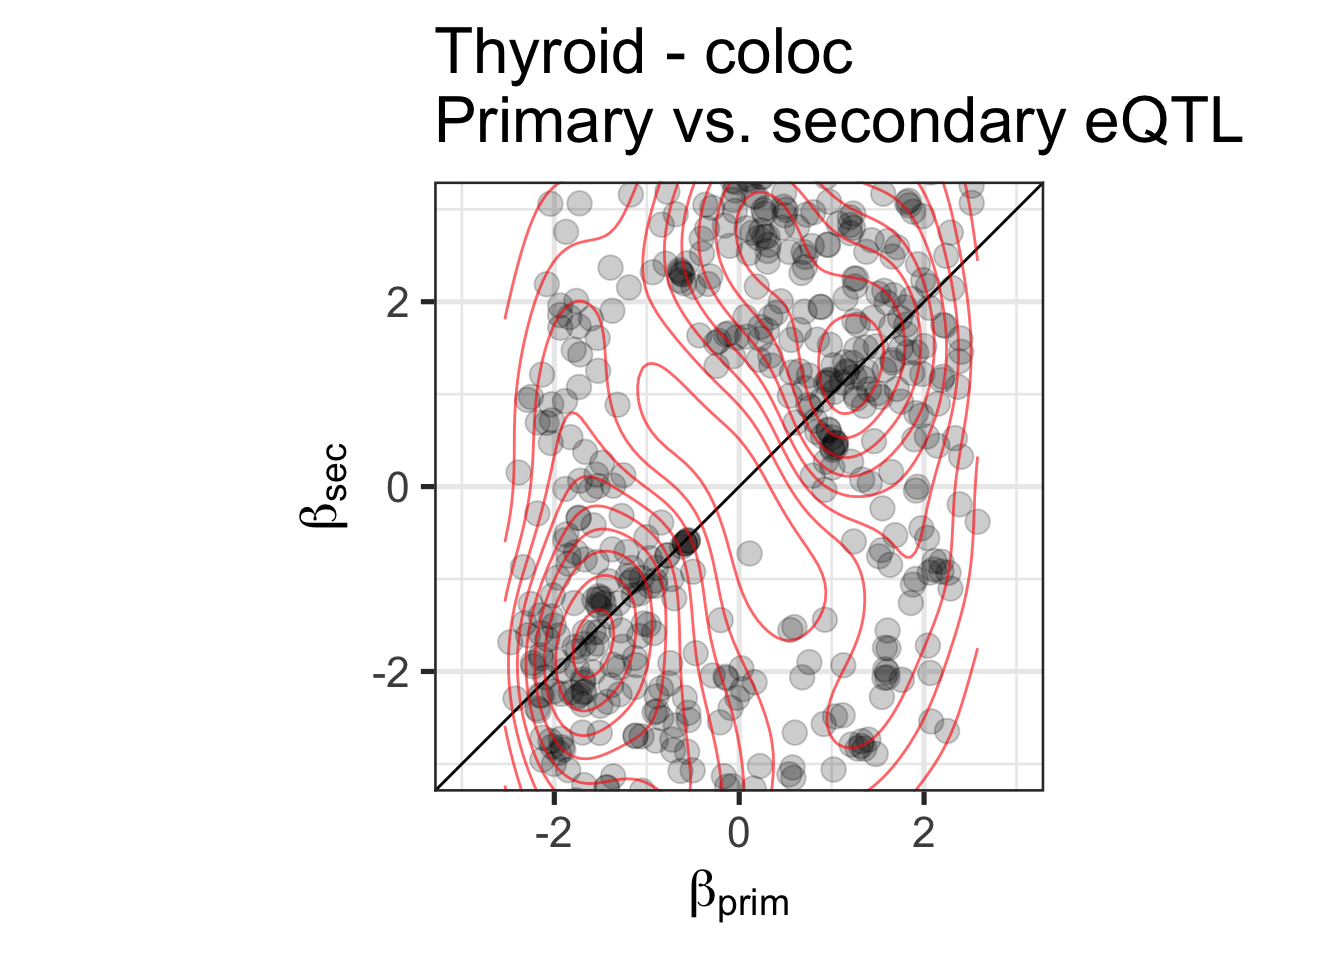 Thyroid - coloc
Primary vs. secondary eQTL
βsec
2
0
-2
-2 0 2
βprim